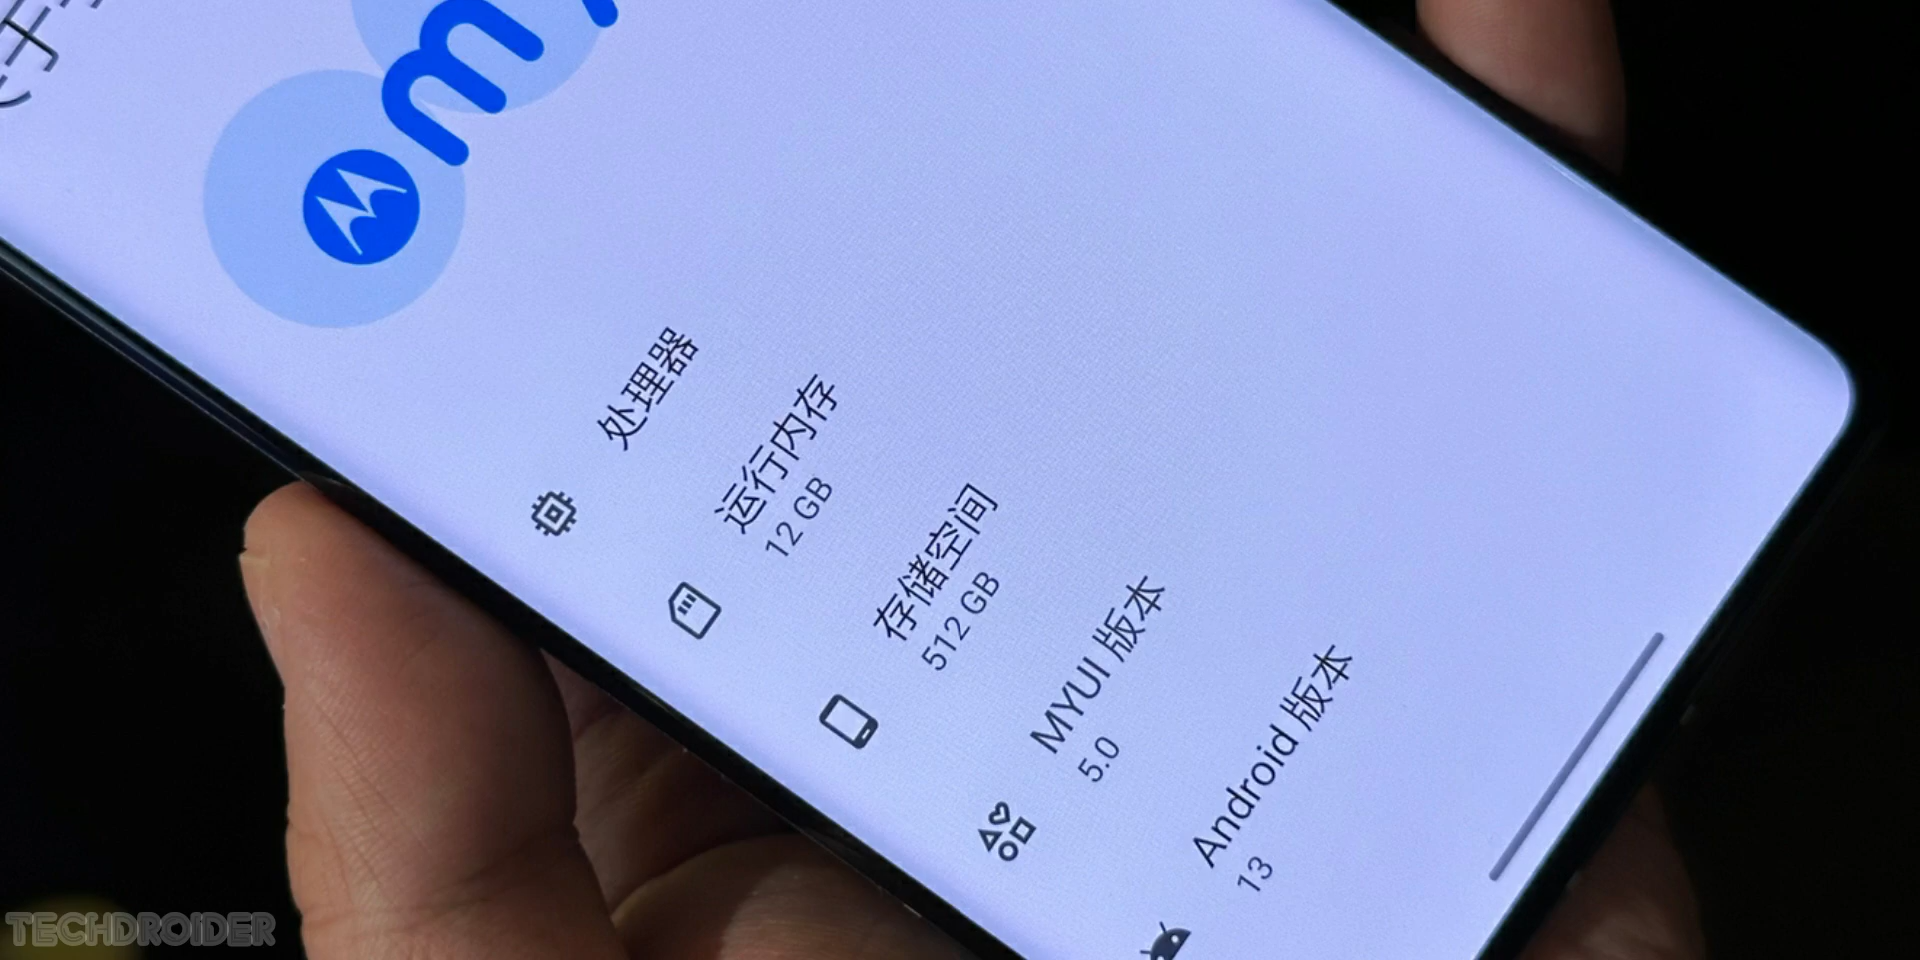 处理器
运行内存
12 GB
存储空间
512 GB
MYUI 版本
5.0
Android 版本
13
TECHDROIDER